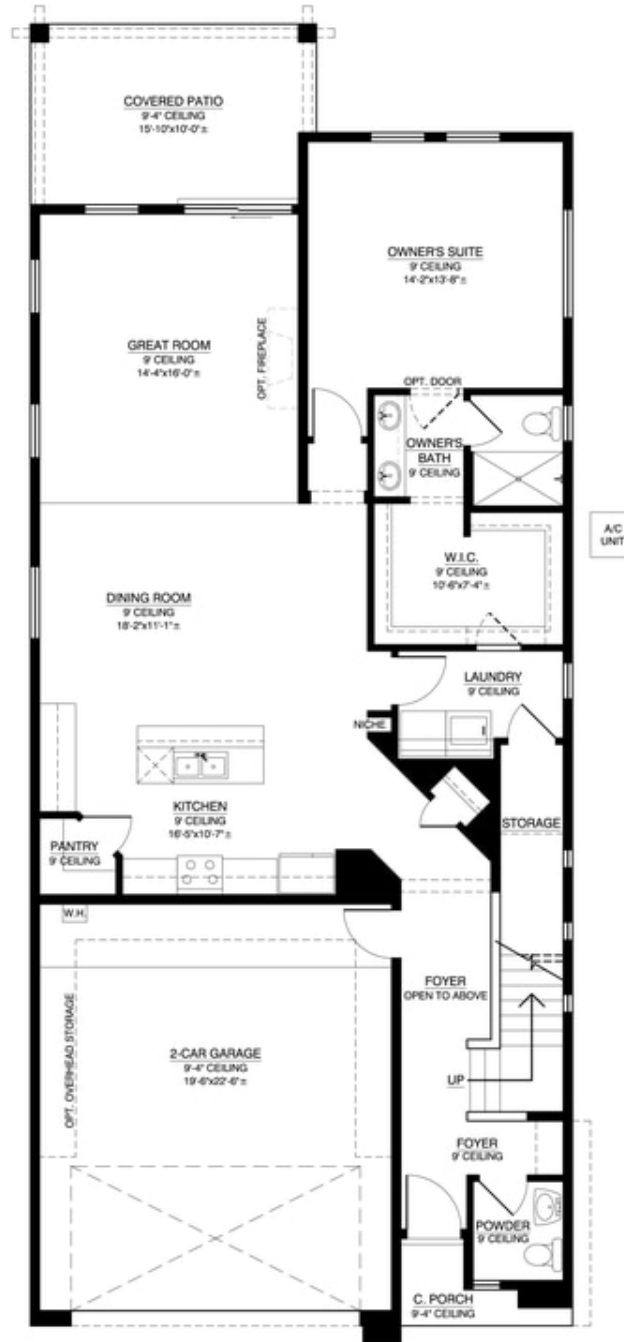 COVERED PATIO
9'-4" CEILING
15'-10"x10'-0"±
OWNER'S SUITE
9' CEILING
14'-2"x13'-8"±
GREAT ROOM
9' CEILING
14'-4"x16'-0"±
OPT. FIREPLACE
OPT. DOOR
OWNER'S
BATH
9' CEILING
A/C
UNIT
W.I.C.
9' CEILING
10'-6"x7'-4"±
DINING ROOM
9' CEILING
18'-2"x11'-1"±
LAUNDRY
9' CEILING
NICHE
KITCHEN
9' CEILING
16'-5"x10'-7"±
STORAGE
PANTRY
9' CEILING
W.H.
FOYER
OPEN TO ABOVE
OPT. OVERHEAD STORAGE
2-CAR GARAGE
9'-4" CEILING
19'-6"x22'-6"±
UP
FOYER
9' CEILING
POWDER
9' CEILING
C. PORCH
9'-4" CEILING